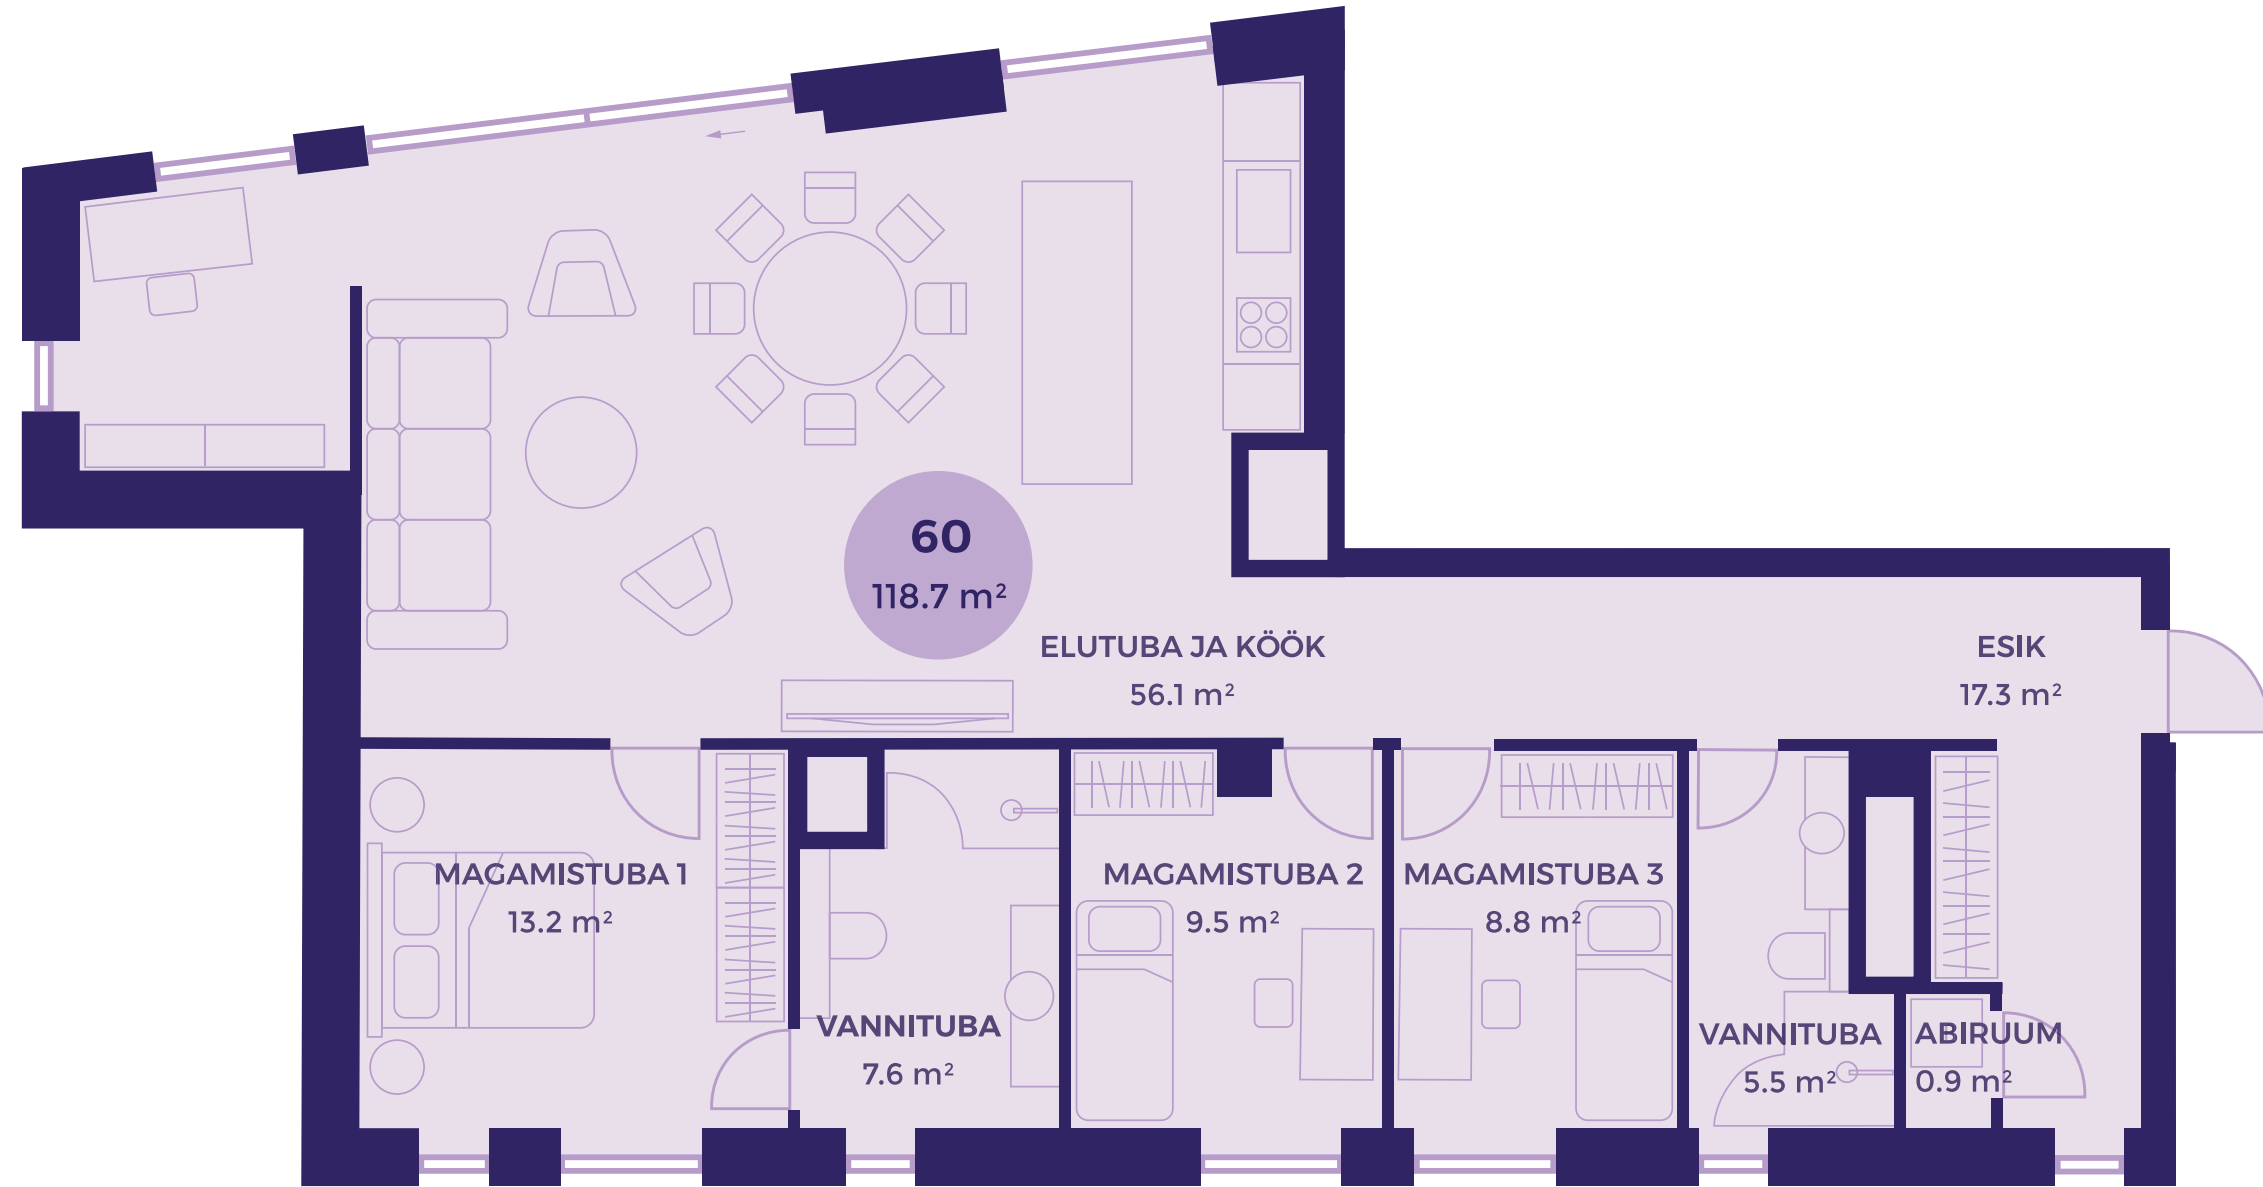 60
118.7 m²
ELUTUBA JA KÖÖK
56.1 m²
ESIK
17.3 m²
MAGAMISTUBA 1
13.2 m²
MAGAMISTUBA 2
9.5 m²
MAGAMISTUBA 3
8.8 m²
VANNITUBA
7.6 m²
VANNITUBA
5.5 m²
ABIRUUM
0.9 m²